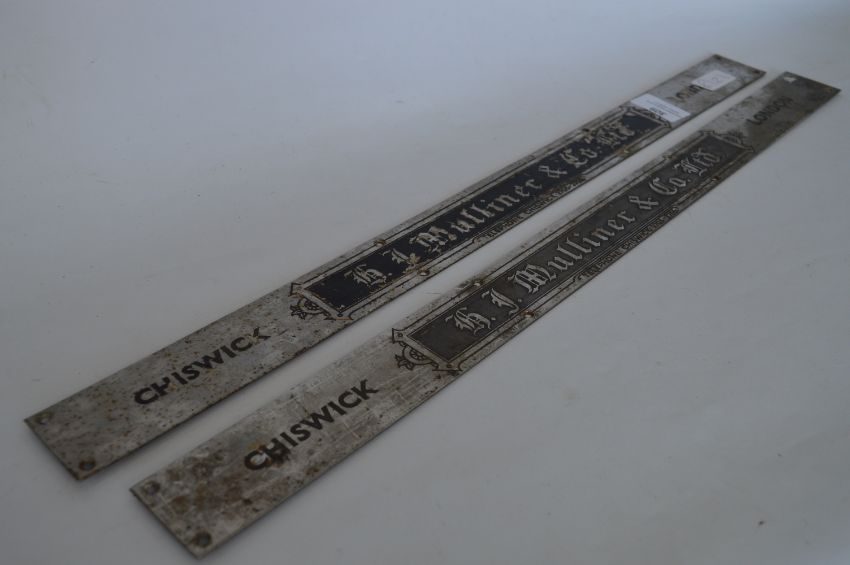 CHISWICK
H. J. Mulliner & Co. Ltd
LONDON
CHISWICK
H. J. Mulliner & Co. Ltd.
LONDON